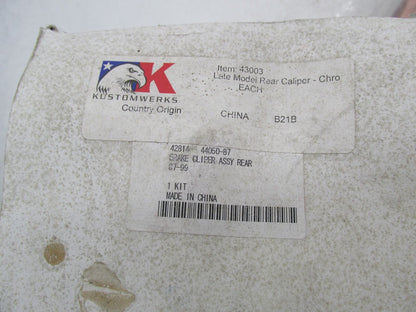 Item: 43003
Late Model Rear Caliper - Chro
EACH
K
KUSTOMWERKS
Country Origin
CHINA B21B
42814 44050-87
BRAKE CLIPER ASSY REAR
87-99
1 KIT
MADE IN CHINA